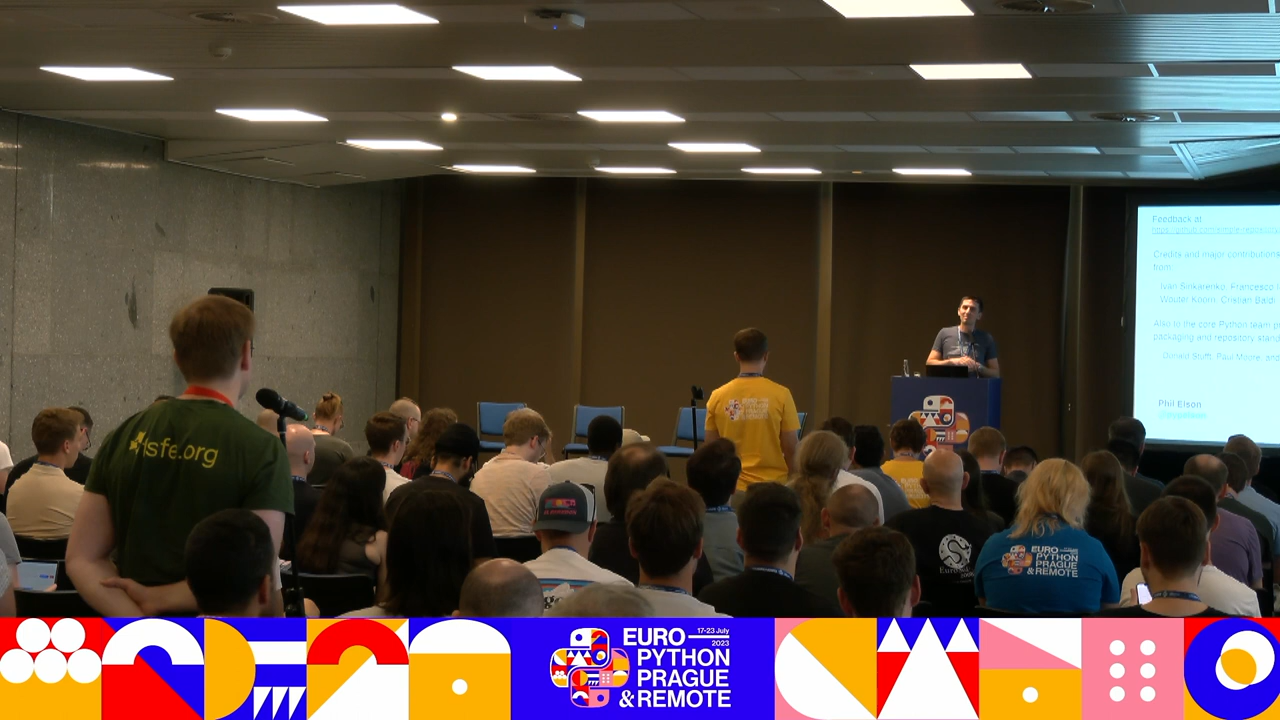 Feedback at
Credits and major contributions
from:
Ivan Sinkarenko, Francesco
Wouter Koorn, Cristian Baldi
Also to the core Python team
packaging and repository
Donald Stufft, Paul Moore, and
Phil Elson
fsfe.org
EURO
PYTHON
PRAGUE
& REMOTE
17-23 July
2023
EURO
PYTHON
PRAGUE
& REMOTE